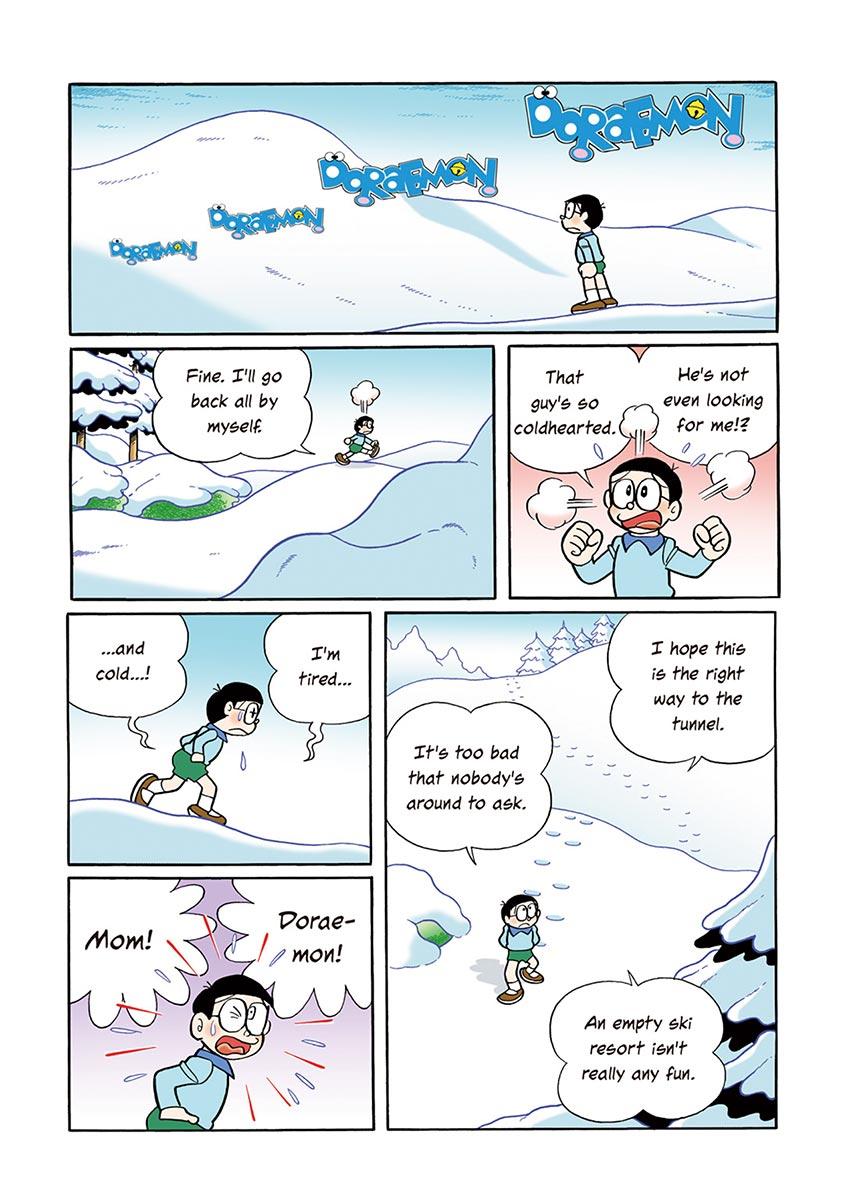 DORAEMON
DORAEMON
DORAEMON
DORAEMON
He's not
even looking
for me!?
That
guy's so
coldhearted.
Fine. I'll go
back all by
myself.
I hope this
is the right
way to the
tunnel.
It's too bad
that nobody's
around to ask.
An empty ski
resort isn't
really any fun.
I'm
tired...
...and
cold...!
Dorae-
mon!
Mom!